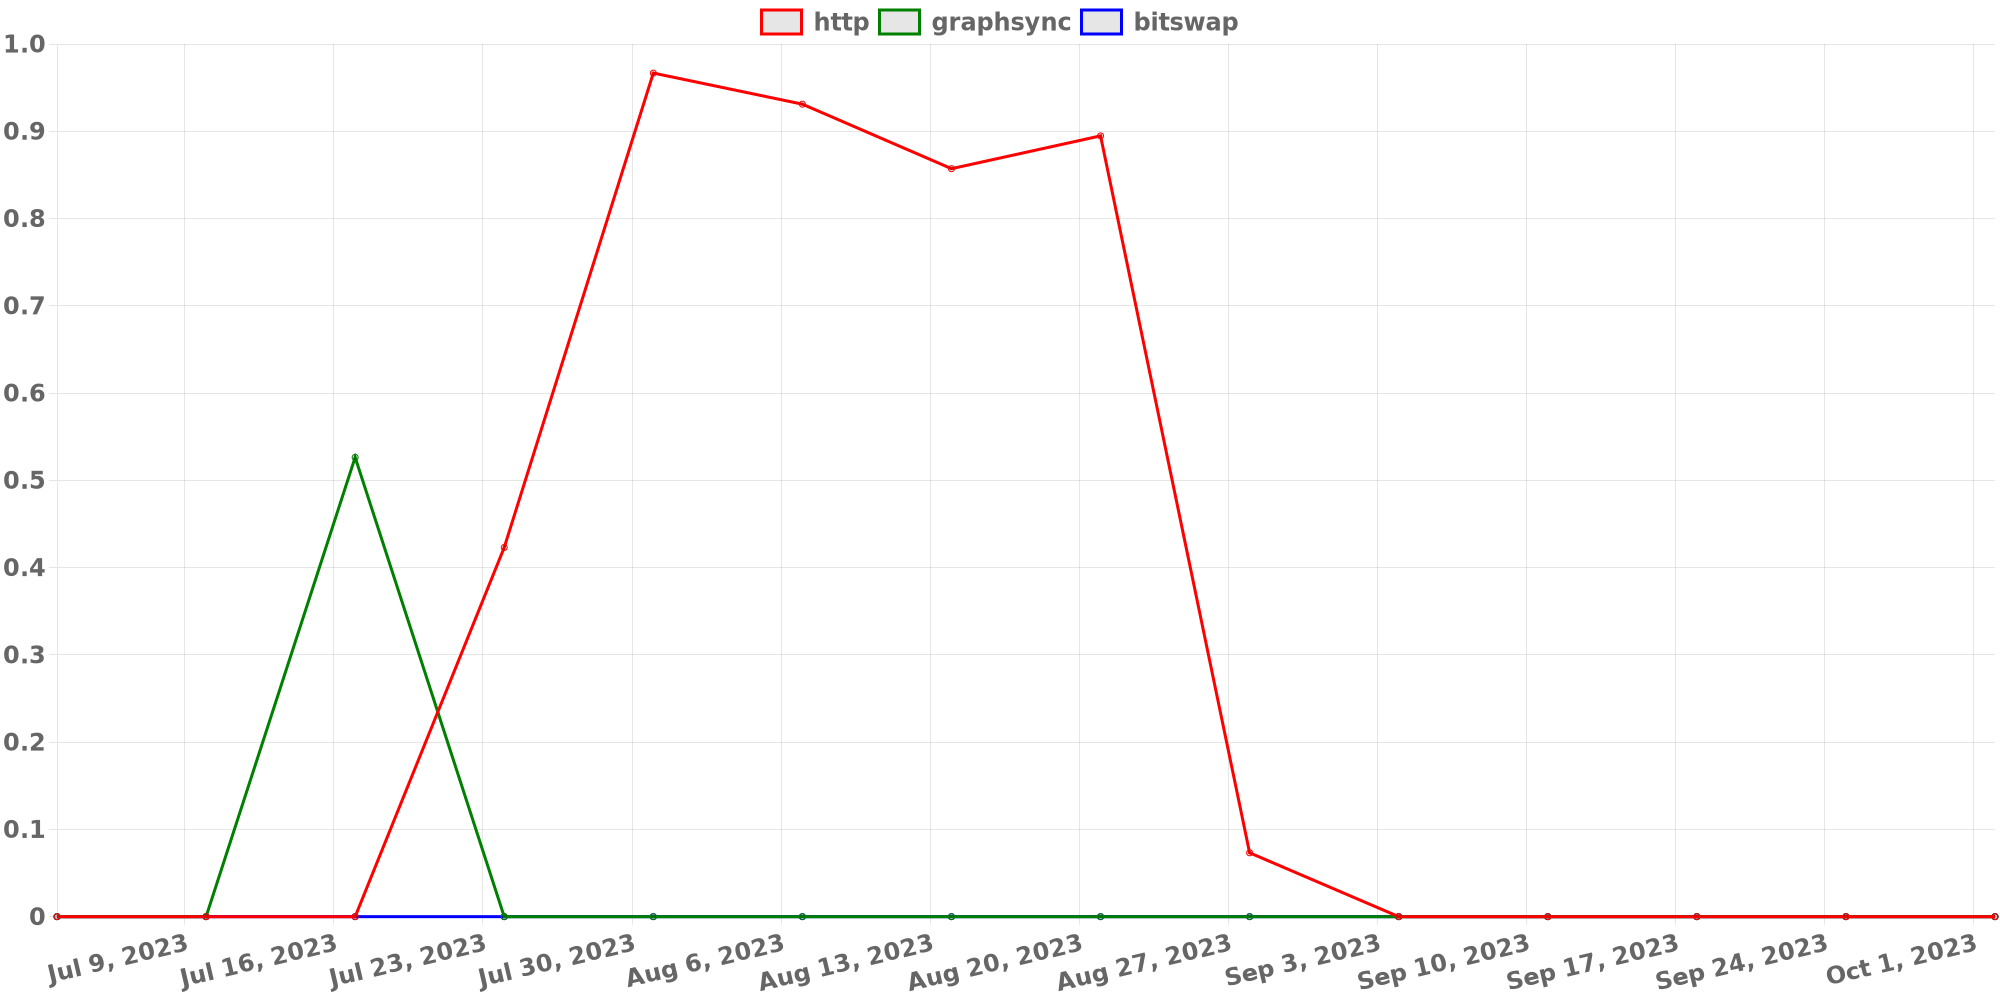 http graphsync bitswap
1.0
0.9
0.8
0.7
0.6
0.5
0.4
0.3
0.2
0.1
0
Jul 9, 2023
Jul 16, 2023
Jul 23, 2023
Jul 30, 2023
Aug 6, 2023
Aug 13, 2023
Aug 20, 2023
Aug 27, 2023
Sep 3, 2023
Sep 10, 2023
Sep 17, 2023
Sep 24, 2023
Oct 1, 2023